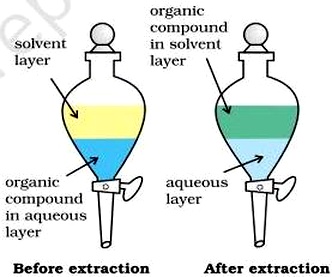 solvent
layer
organic
compound
in aqueous
layer
Before extraction
organic
compound
in solvent
layer
aqueous
layer
After extraction